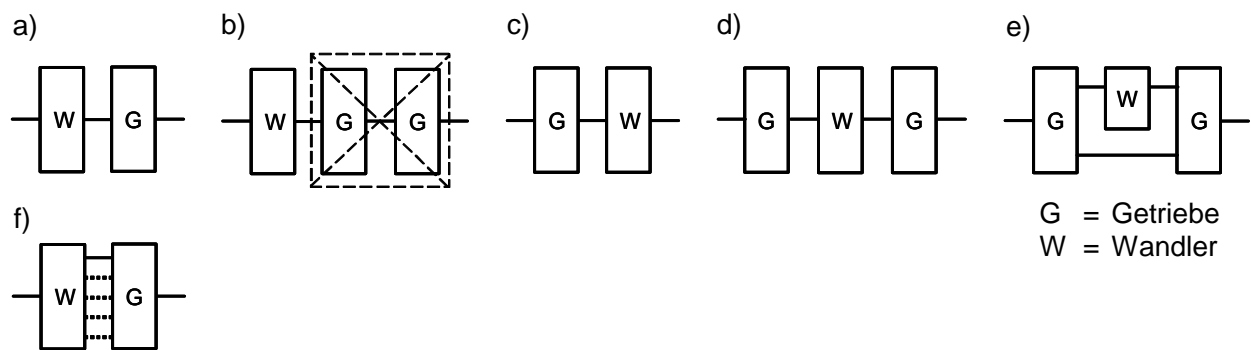 a) b) c) d) e)
W G W G G G W G W G G W G
G = Getriebe
W = Wandler
f)
W G